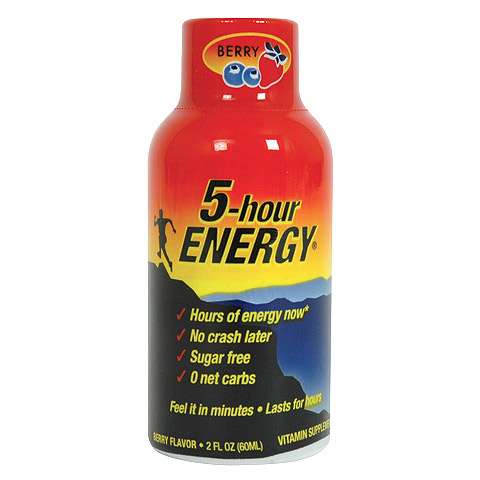 BERRY
5-hour
ENERGY®
✓ Hours of energy now*
✓ No crash later
✓ Sugar free
✓ 0 net carbs
Feel it in minutes • Lasts for hours
BERRY FLAVOR • 2 FL OZ (60ML) VITAMIN